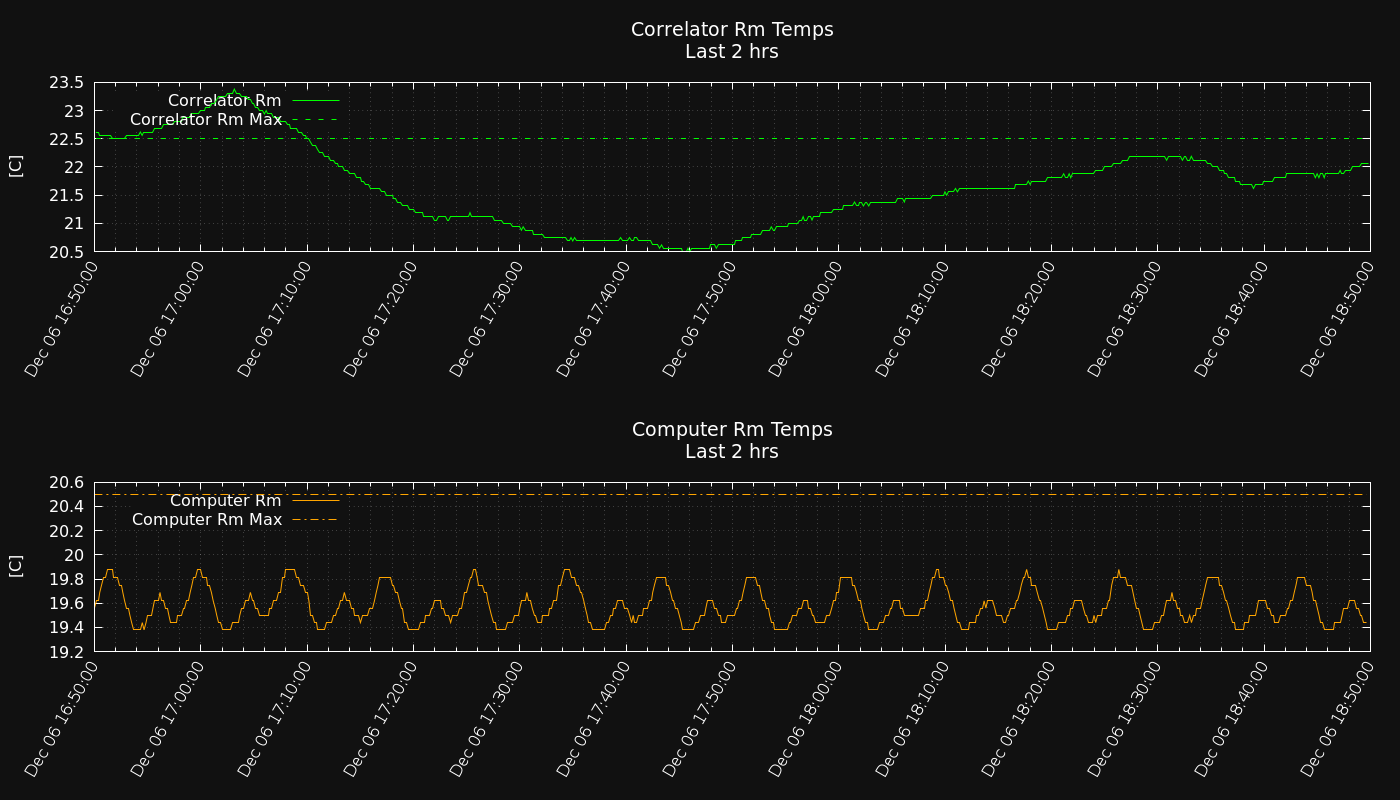 Correlator Rm Temps
Last 2 hrs
23.5
23
22.5
22
21.5
21
20.5
[C]
Correlator Rm
Correlator Rm Max
Dec 06 16:50:00
Dec 06 17:00:00
Dec 06 17:10:00
Dec 06 17:20:00
Dec 06 17:30:00
Dec 06 17:40:00
Dec 06 17:50:00
Dec 06 18:00:00
Dec 06 18:10:00
Dec 06 18:20:00
Dec 06 18:30:00
Dec 06 18:40:00
Dec 06 18:50:00
Computer Rm Temps
Last 2 hrs
20.6
20.4
20.2
20
19.8
19.6
19.4
19.2
[C]
Computer Rm
Computer Rm Max
Dec 06 16:50:00
Dec 06 17:00:00
Dec 06 17:10:00
Dec 06 17:20:00
Dec 06 17:30:00
Dec 06 17:40:00
Dec 06 17:50:00
Dec 06 18:00:00
Dec 06 18:10:00
Dec 06 18:20:00
Dec 06 18:30:00
Dec 06 18:40:00
Dec 06 18:50:00